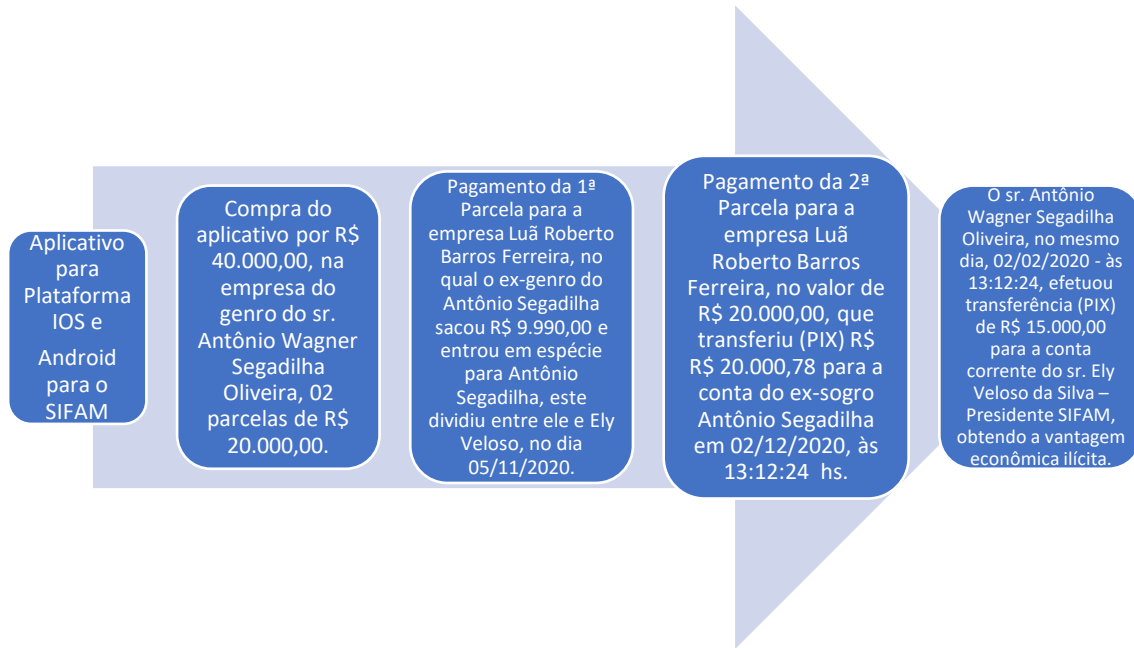 Aplicativo
para
Plataforma
IOS e
Android
para o
SIFAM
Compra do
aplicativo por R$
40.000,00, na
empresa do
genro do sr.
Antônio Wagner
Segadilha
Oliveira, 02
parcelas de R$
20.000,00.
Pagamento da 1ª
Parcela para a
empresa Luã Roberto
Barros Ferreira, no
qual o ex-genro do
Antônio Segadilha
sacou R$ 9.990,00 e
entrou em espécie
para Antônio
Segadilha, este
dividiu entre ele e Ely
Veloso, no dia
05/11/2020.
Pagamento da 2ª
Parcela para a
empresa Luã
Roberto Barros
Ferreira, no valor de
R$ 20.000,00, que
transferiu (PIX) R$
R$ 20.000,78 para a
conta do ex-sogro
Antônio Segadilha
em 02/12/2020, às
13:12:24 hs.
O sr. Antônio
Wagner Segadilha
Oliveira, no mesmo
dia, 02/02/2020 - às
13:12:24, efetuou
transferência (PIX)
de R$ 15.000,00
para a conta
corrente do sr. Ely
Veloso da Silva –
Presidente SIFAM,
obtendo a vantagem
econômica ilícita.